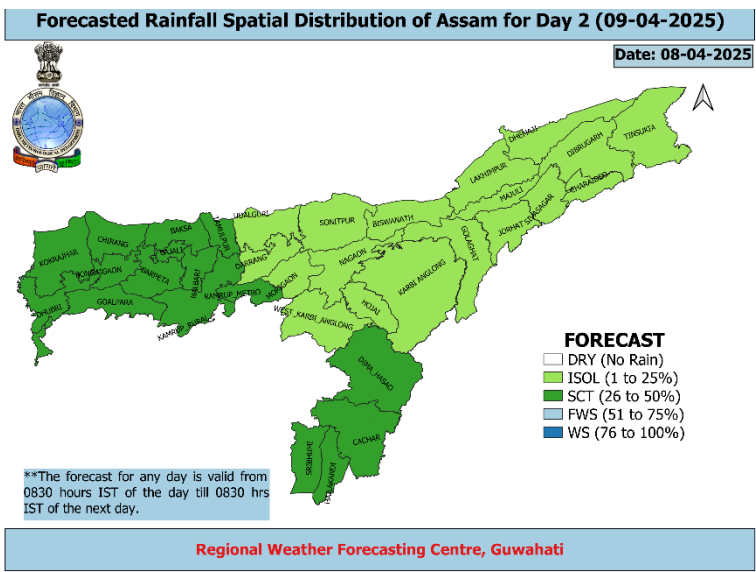 Forecasted Rainfall Spatial Distribution of Assam for Day 2 (09-04-2025)
Date: 08-04-2025
DHEMAJI
TINSUKIA
DIBRUGARH
LAKHIMPUR
CHARAIDEO
MAJULI
SIVASAGAR
JORHAT
UDALGURI
SONITPUR
BISWANATH
GOLAGHAT
TAMULPUR
BAKSA
CHIRANG
BAJALI
KOKRAJHAR
DARRANG
NAGAON
BONGAIGAON
BARPETA
NALBARI
MORIGAON
KARBI_ANGLONG
KAMRUP_METRO
GOALPARA
DHUBRI
HOJAI
WEST_KARBI_ANGLONG
KAMRUP_RURAL
DIMA_HASAO
CACHAR
FORECAST
DRY (No Rain)
ISOL (1 to 25%)
SCT (26 to 50%)
FWS (51 to 75%)
WS (76 to 100%)
**The forecast for any day is valid from
0830 hours IST of the day till 0830 hrs
IST of the next day.
Regional Weather Forecasting Centre, Guwahati